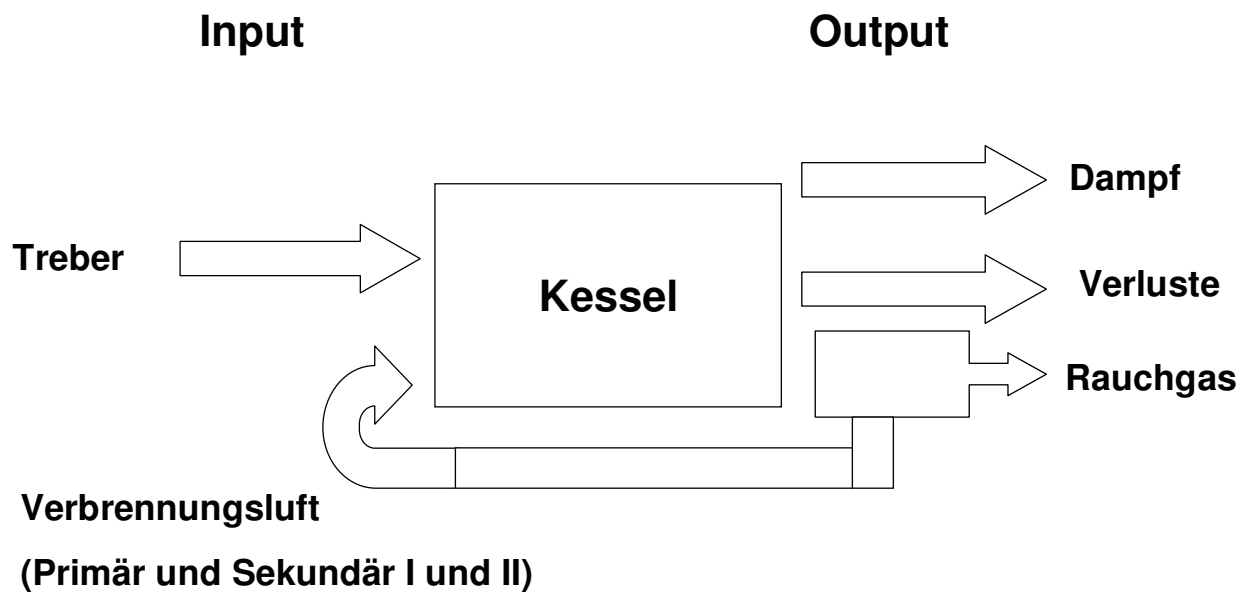 Input
Output
Dampf
Treber
Kessel
Verluste
Rauchgas
Verbrennungsluft
(Primär und Sekundär I und II)